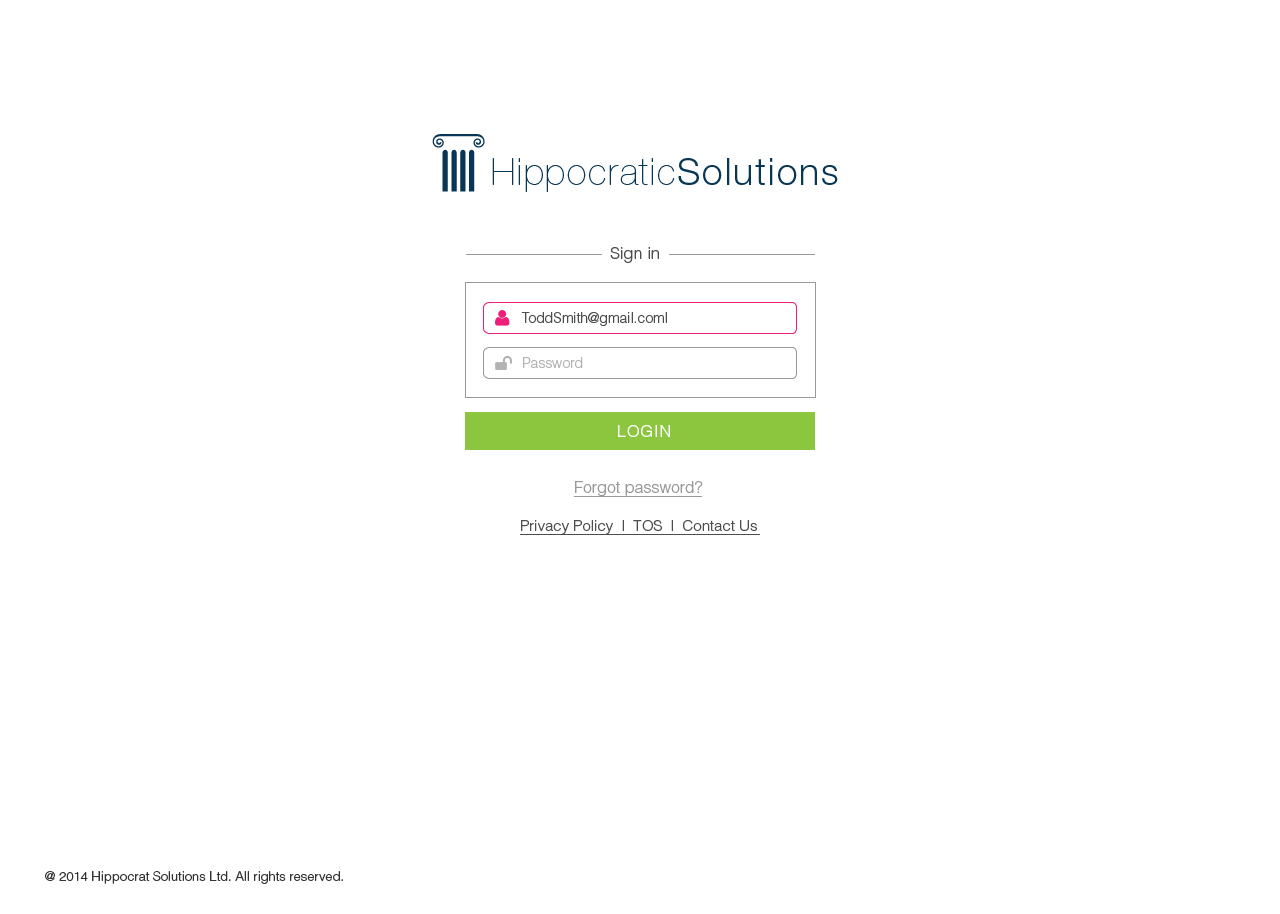 HippocraticSolutions
Sign in
ToddSmith@gmail.coml
Password
LOGIN
Forgot password?
Privacy Policy | TOS | Contact Us
@ 2014 Hippocrat Solutions Ltd. All rights reserved.